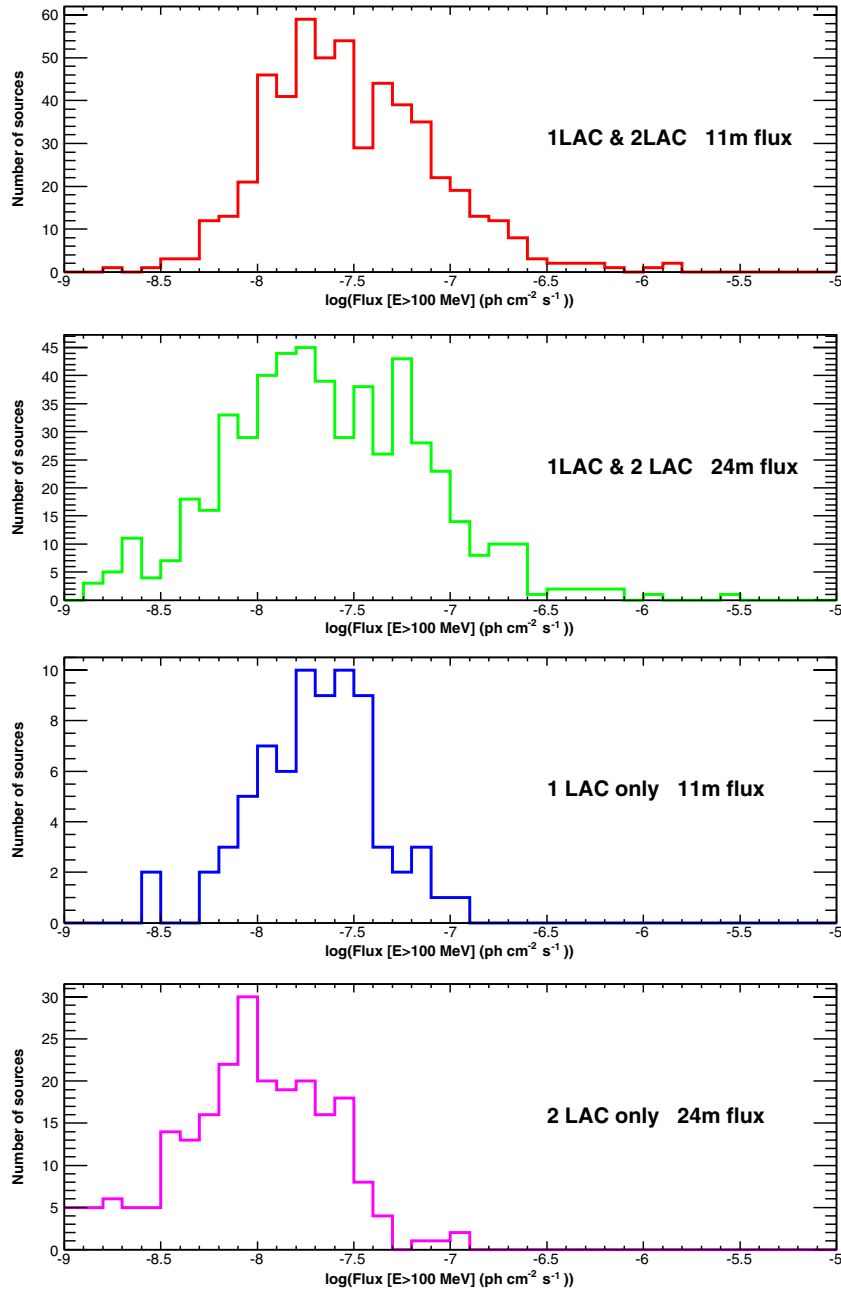 60
50
40
30
20
10
0
Number of sources
1LAC & 2LAC 11m flux
-9 -8.5 -8 -7.5 -7 -6.5 -6 -5.5 -5
log(Flux [E>100 MeV] (ph cm⁻² s⁻¹ ))
45
40
35
30
25
20
15
10
5
0
Number of sources
1LAC & 2 LAC 24m flux
-9 -8.5 -8 -7.5 -7 -6.5 -6 -5.5 -5
log(Flux [E>100 MeV] (ph cm⁻² s⁻¹ ))
10
8
6
4
2
0
Number of sources
1 LAC only 11m flux
-9 -8.5 -8 -7.5 -7 -6.5 -6 -5.5 -5
log(Flux [E>100 MeV] (ph cm⁻² s⁻¹ ))
30
25
20
15
10
5
0
Number of sources
2 LAC only 24m flux
-9 -8.5 -8 -7.5 -7 -6.5 -6 -5.5 -5
log(Flux [E>100 MeV] (ph cm⁻² s⁻¹ ))